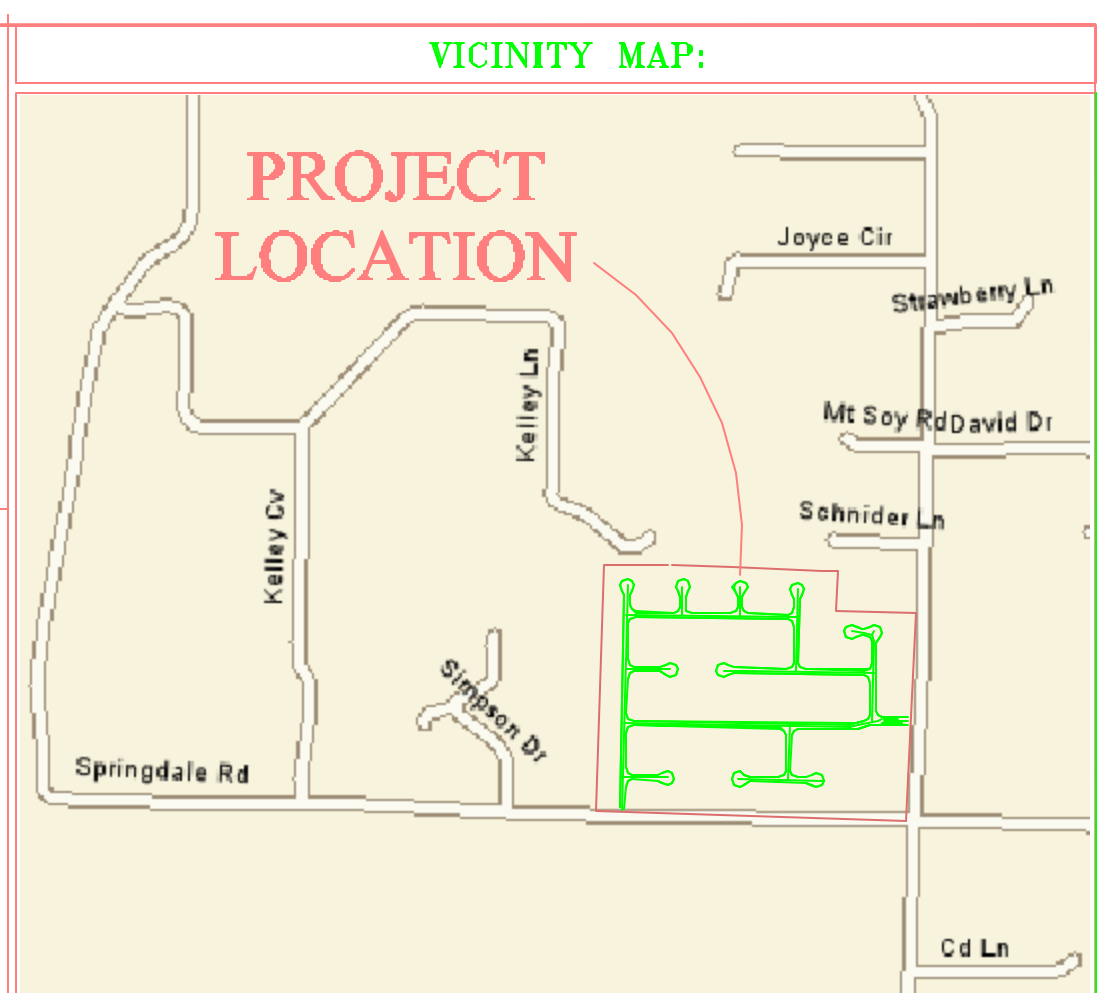 VICINITY MAP:
PROJECT
LOCATION
Joyce Cir
Strawberry Ln
Kelley Ln
Mt Soy Rd
David Dr
Kelley Cv
Schnider Ln
Simpson Dr
Springdale Rd
Cd Ln